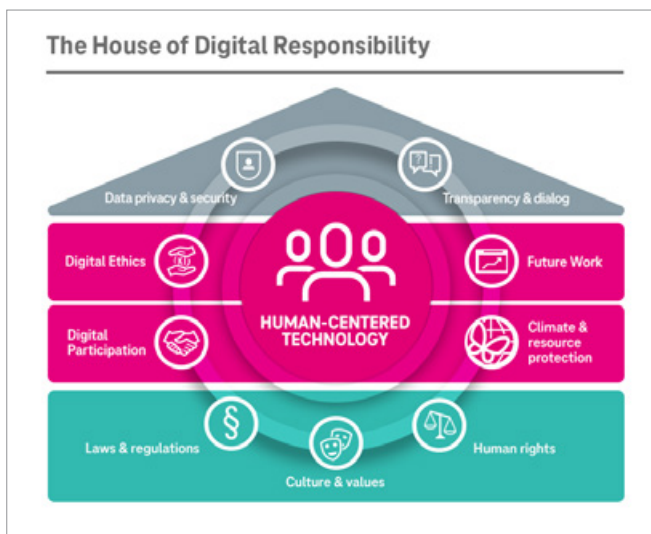 The House of Digital Responsibility
Data privacy & security
Transparency & dialog
Digital Ethics
Future Work
HUMAN-CENTERED
TECHNOLOGY
Digital
Participation
Climate &
resource
protection
§
Laws & regulations
Human rights
Culture & values